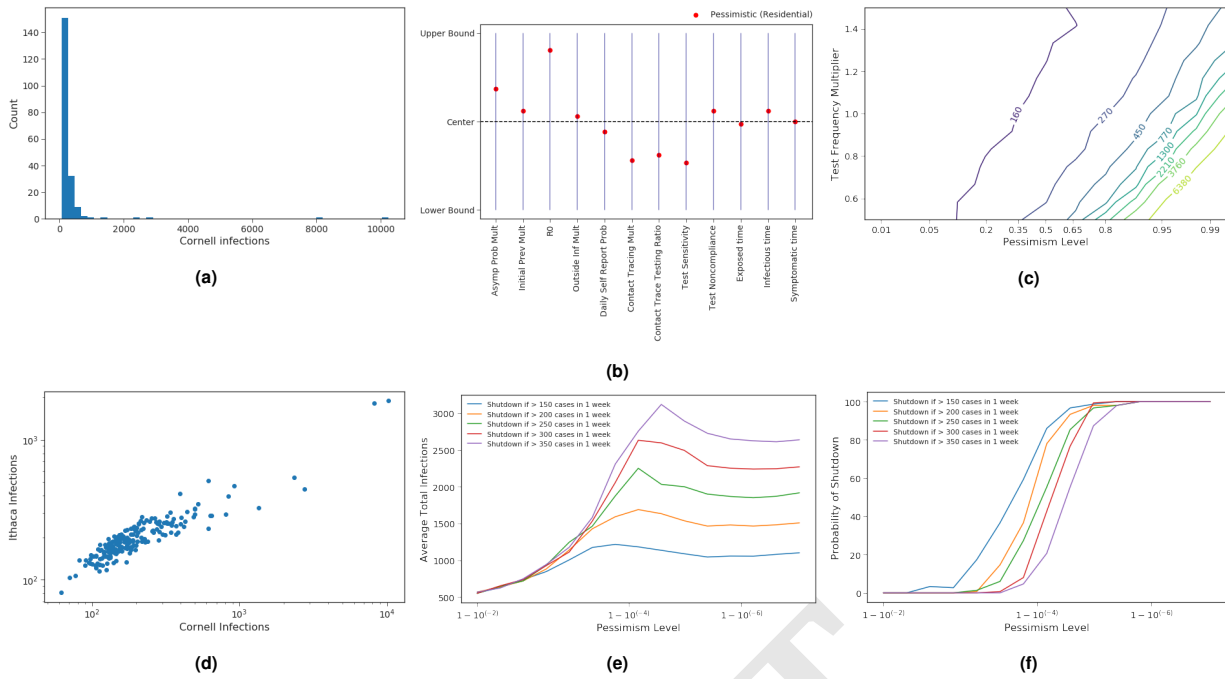 140
120
100
80
60
40
20
0
Count
0
2000
4000
6000
8000
10000
Cornell infections
(a)
Pessimistic (Residential)
Upper Bound
Center
Lower Bound
Asymp Prob Mult
Initial Prev Mult
R0
Outside Inf Mult
Daily Self Report Prob
Contact Tracing Mult
Contact Trace Testing Ratio
Test Sensitivity
Test Noncompliance
Exposed time
Infectious time
Symptomatic time
(b)
1.4
1.2
1.0
0.8
0.6
Test Frequency Multiplier
160
270
450
770
1300
2210
3760
6380
0.01
0.05
0.2
0.35
0.5
0.65
0.8
0.95
0.99
Pessimism Level
(c)
10³
10²
Ithaca Infections
10²
10³
10⁴
Cornell Infections
(d)
Shutdown if > 150 cases in 1 week
Shutdown if > 200 cases in 1 week
Shutdown if > 250 cases in 1 week
Shutdown if > 300 cases in 1 week
Shutdown if > 350 cases in 1 week
3000
2500
2000
1500
1000
500
Average Total Infections
1-10^(-2)
1-10^(-4)
1-10^(-6)
Pessimism Level
(e)
Shutdown if > 150 cases in 1 week
Shutdown if > 200 cases in 1 week
Shutdown if > 250 cases in 1 week
Shutdown if > 300 cases in 1 week
Shutdown if > 350 cases in 1 week
100
80
60
40
20
0
Probability of Shutdown
1-10^(-2)
1-10^(-4)
1-10^(-6)
Pessimism Level
(f)